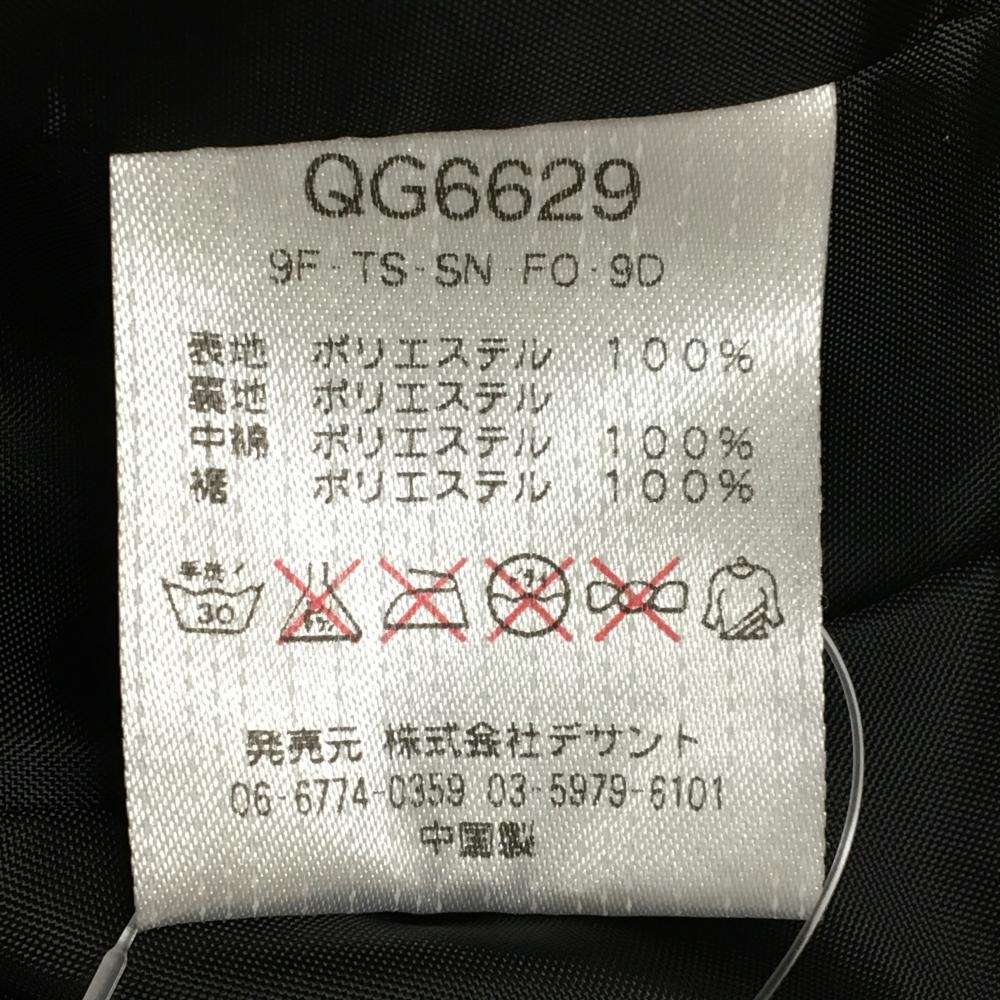 QG6629
9F-TS-SN-FO-9D
表地 ポリエステル 100%
裏地 ポリエステル
中綿 ポリエステル 100%
裾 ポリエステル 100%
手洗イ
30
発売元 株式会社デサント
06-6774-0359 03-5979-6101
中国製